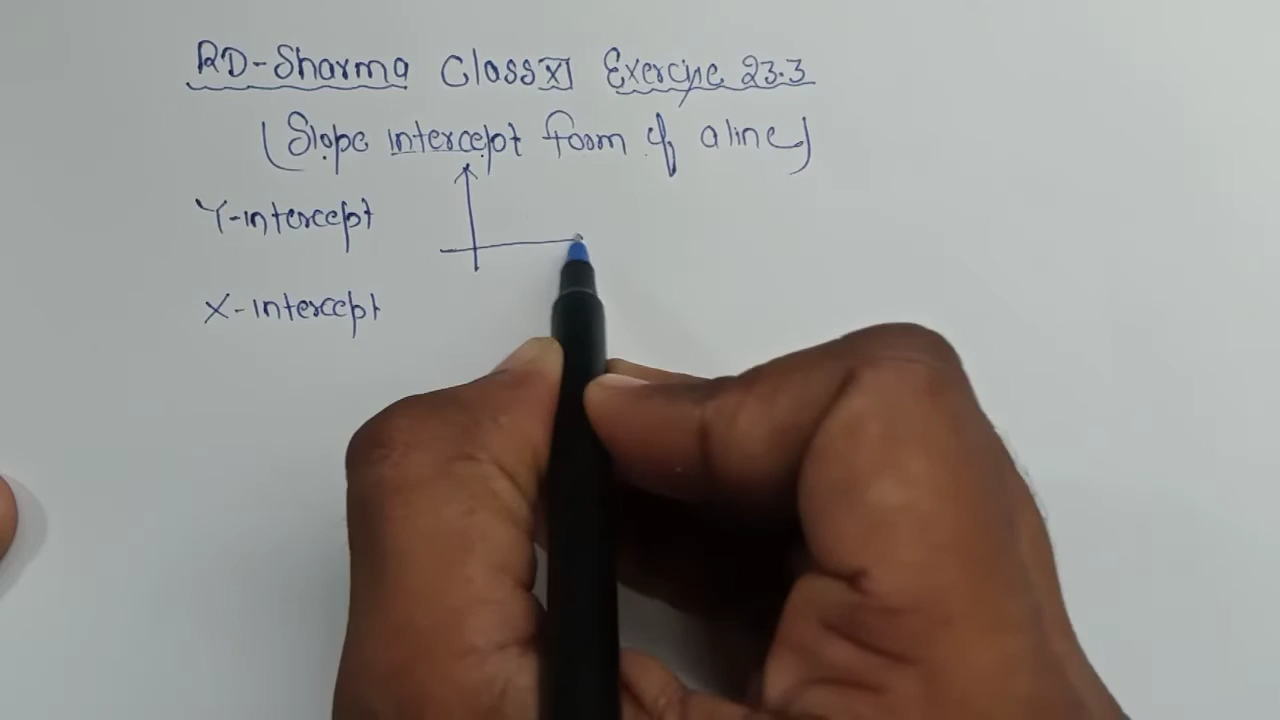 RD-Sharma Class XI Exercise 23.3
(Slope intercept form of a line)
Y-intercept
X-intercept